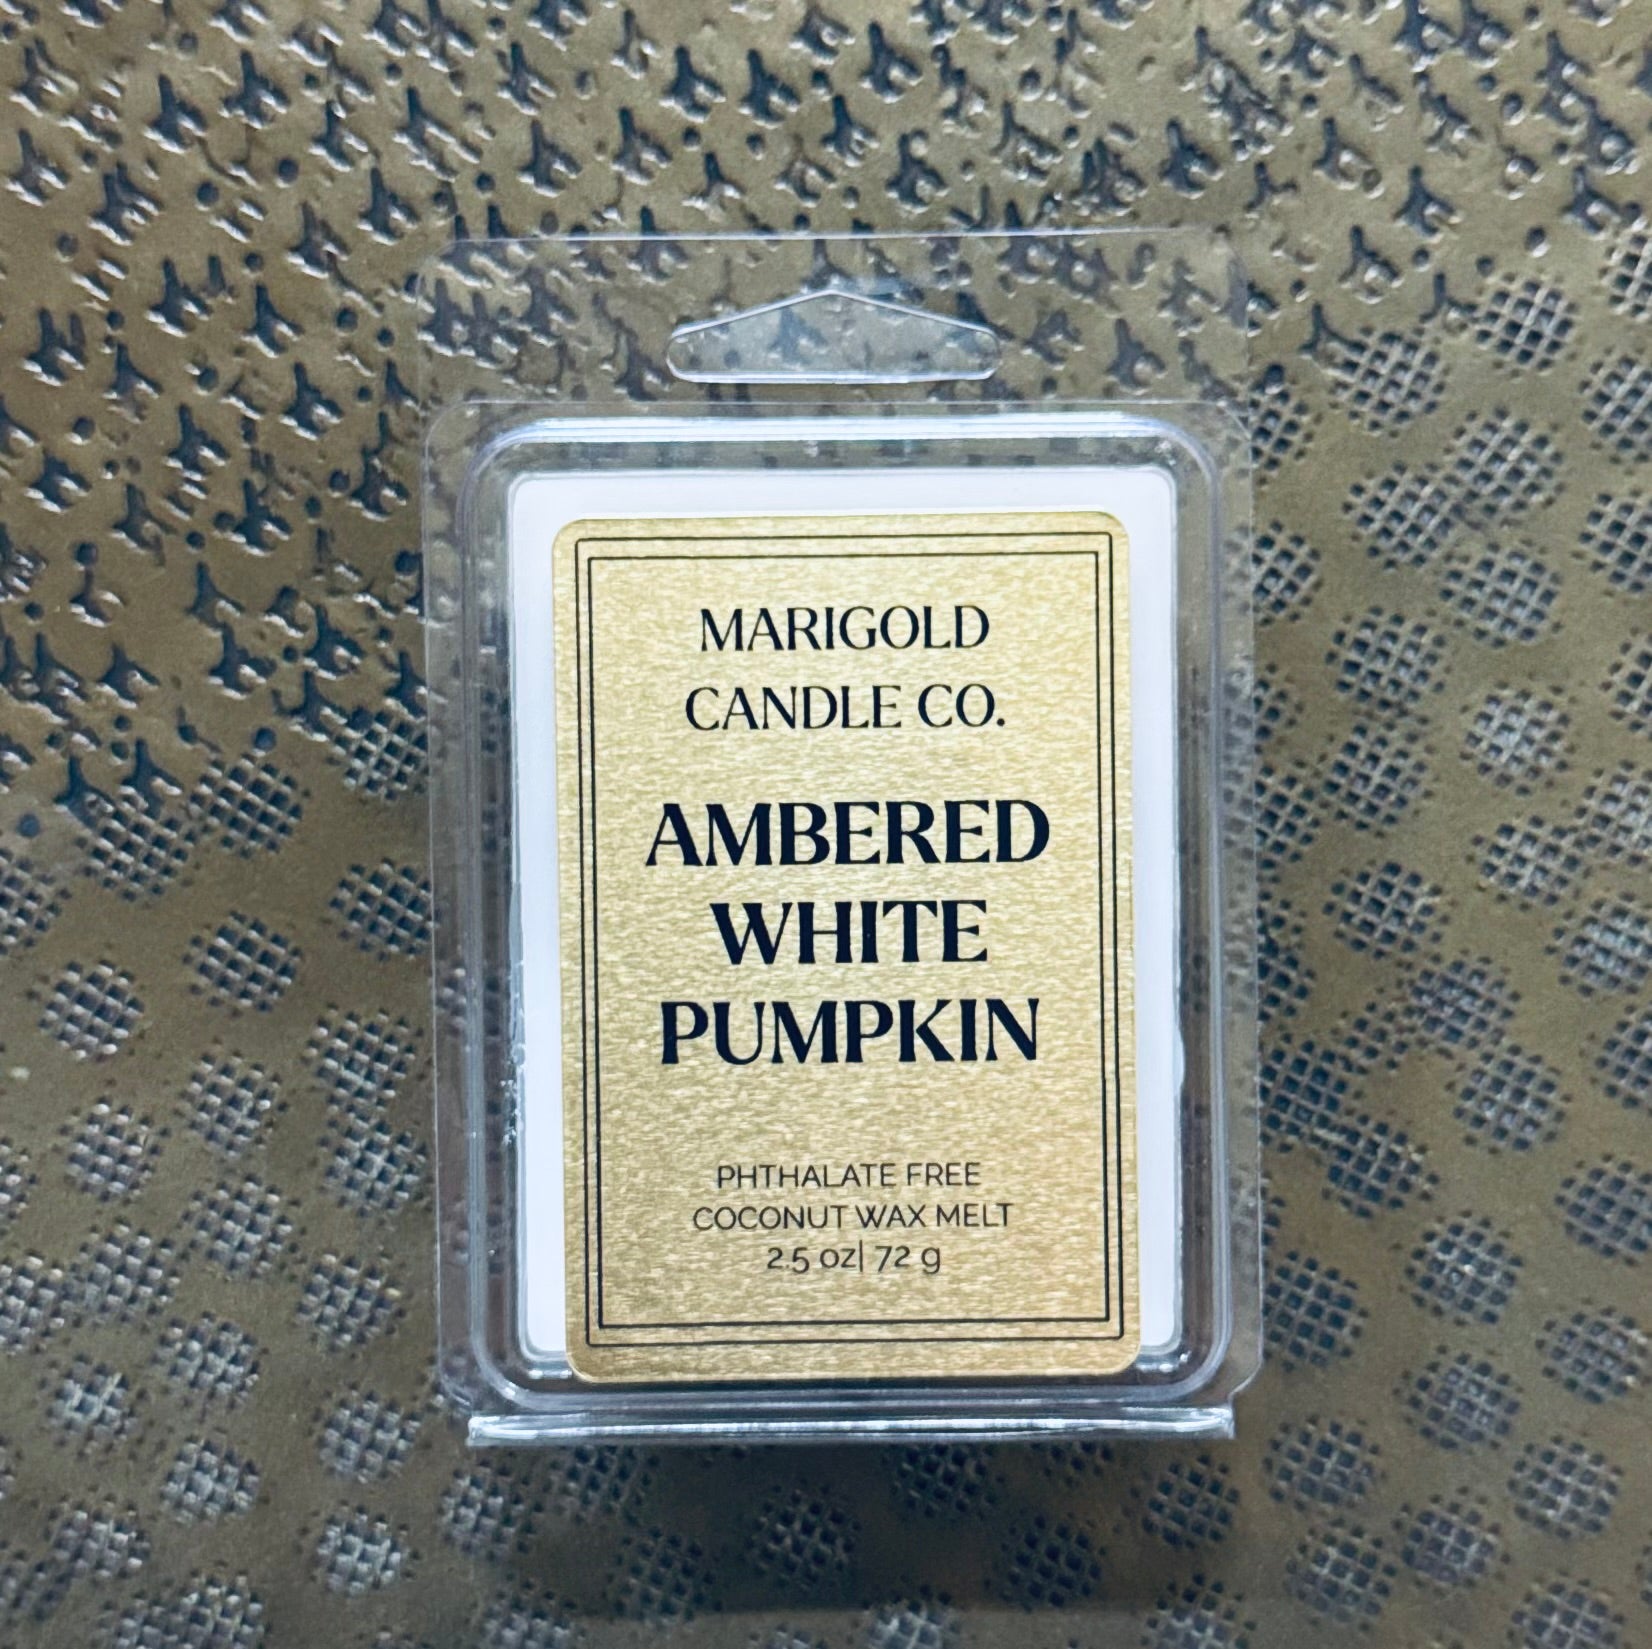 MARIGOLD
CANDLE CO.
AMBERED
WHITE
PUMPKIN
PHTHALATE FREE
COCONUT WAX MELT
2.5 oz| 72 g